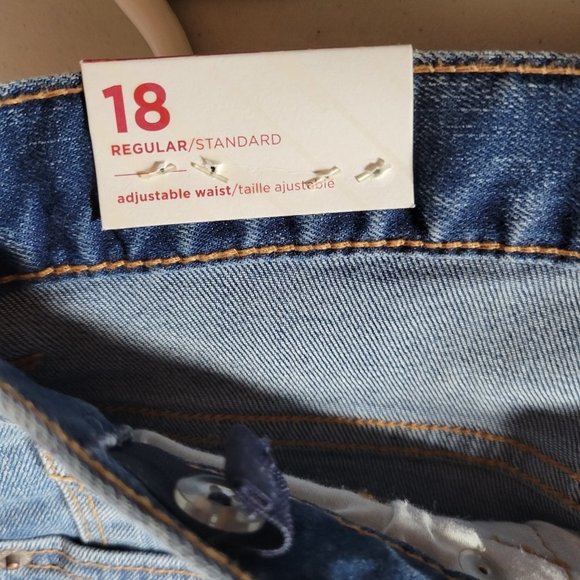 18
REGULAR/STANDARD
adjustable waist/taille ajustable